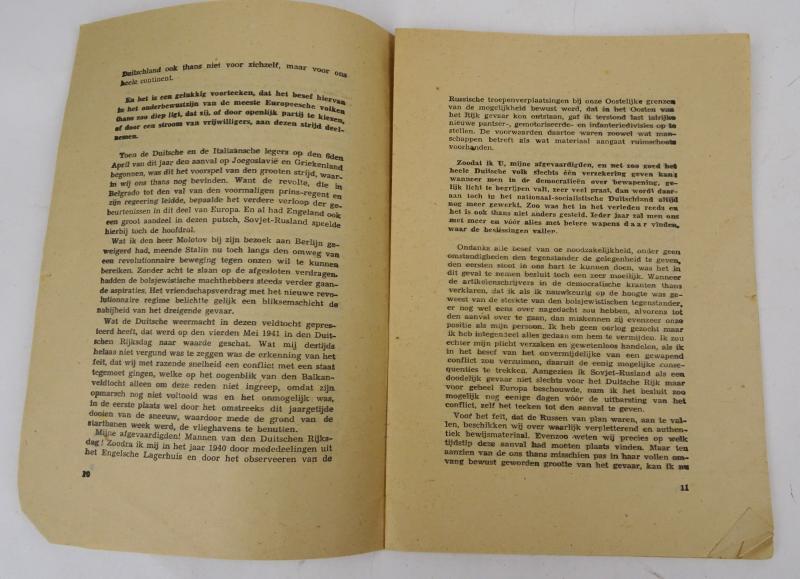 Duitschland ook thans niet voor zichzelf, maar voor ons
heele continent.
En het is een gelukkig voorteeken, dat het besef hiervan
in het onderbewustzijn van de meeste Europeesche volken
thans zoo diep ligt, dat zij, of door openlijk partij te kiezen,
of door een stroom van vrijwilligers, aan dezen strijd deel-
nemen.
Toen de Duitsche en de Italiaansche legers op den 6den
April van dit jaar den aanval op Joegoslavië en Griekenland
begonnen, was dit het voorspel van den grooten strijd, waar-
in wij ons thans nog bevinden. Want de revolte, die in
Belgrado tot den val van den voormaligen prins-regent en
zijn regeering leidde, bepaalde het verdere verloop der ge-
beurtenissen in dit deel van Europa. En al had Engeland ook
een groot aandeel in dezen putsch, Sovjet-Rusland speelde
hierbij toch de hoofdrol.
Wat ik den heer Molotov bij zijn bezoek aan Berlijn ge-
weigerd had, meende Stalin nu toch langs den omweg van
een revolutionnaire beweging tegen onzen wil te kunnen
bereiken. Zonder acht te slaan op de afgesloten verdragen,
hadden de bolsjewistische machthebbers steeds verder gaan-
de aspiraties. Het vriendschapsverdrag met het nieuwe revo-
lutionnaire regime belichtte gelijk een bliksemschicht de
nabijheid van het dreigende gevaar.
Wat de Duitsche weermacht in dezen veldtocht gepres-
teerd heeft, dat werd op den vierden Mei 1941 in den Duit-
schen Rijksdag naar waarde geschat. Wat mij destijds
helaas niet vergund was te zeggen was de erkenning van het
feit, dat wij met razende snelheid een conflict met een staat
tegemoet gingen, welke op het oogenblik van den Balkan-
veldtocht alleen om deze reden niet ingreep, omdat zijn
opmarsch nog niet voltooid was en het onmogelijk was,
in de eerste plaats wel door het omstreeks dit jaargetijde
dooien van de sneeuw, waardoor mede de grond van de
startbanen week werd, de vlieghavens te benutten.
Mijne afgevaardigden! Mannen van den Duitschen Rijks-
dag! Zoodra ik mij in het jaar 1940 door mededeelingen uit
het Engelsche Lagerhuis en door het observeeren van de
10
Russische troepenverplaatsingen bij onze Oostelijke grenzen
van de mogelijkheid bewust werd, dat in het Oosten van
het Rijk gevaar kon ontstaan, gaf ik terstond last talrijke
nieuwe pantser-, gemotoriseerde- en infanteriedivisies op te
stellen. De voorwaarden daartoe waren zoowel wat man-
schappen betreft als wat materiaal aangaat ruimschoots
voorhanden.
Zoodat ik U, mijne afgevaardigden, en net zoo goed het
heele Duitsche volk slechts één verzekering geven kan:
wanneer men in de democratieën over bewapening, ge-
lijk licht te begrijpen valt, zeer veel praat, dan wordt daar-
aan toch in het nationaal-socialistische Duitschland altijd
nog meer gewerkt. Zoo was het in het verleden reeds en
het is ook thans niet anders gesteld. Ieder jaar zal men ons
met meer en vóór alles met betere wapens daar vinden,
waar de beslissingen vallen.
Ondanks alle besef van de noodzakelijkheid, onder geen
omstandigheden den tegenstander de gelegenheid te geven,
den eersten stoot in ons hart te kunnen doen, was het in
dit geval te nemen besluit toch een zeer moeilijk. Wanneer
de artikelenschrijvers in de democratische kranten thans
verklaren, dat ik als ik nauwkeurig op de hoogte was ge-
weest van de sterkte van den bolsjewistischen tegenstander,
er nog wel eens over nagedacht zou hebben, alvorens tot
den aanval over te gaan, dan miskennen zij evenzeer onze
positie als mijn persoon. Ik heb geen oorlog gezocht maar
ik heb integendeel alles gedaan om hem te vermijden. Ik zou
echter mijn plicht verzaken en gewetenloos handelen, als ik
in het besef van het onvermijdelijke van een gewapend
conflict zou verzuimen, daaruit de eenig mogelijke conse-
quenties te trekken. Aangezien ik Sovjet-Rusland als een
doodelijk gevaar niet slechts voor het Duitsche Rijk maar
voor geheel Europa beschouwde, nam ik het besluit zoo
mogelijk nog eenige dagen vóór de uitbarsting van het
conflict, zelf het teeken tot den aanval te geven.
Voor het feit, dat de Russen van plan waren, aan te val-
len, beschikken wij over waarlijk verpletterend en authen-
tiek bewijsmateriaal. Evenzoo weten wij precies op welk
tijdstip deze aanval had moeten plaats vinden. Maar ten
aanzien van de ons thans misschien pas in haar vollen om-
vang bewust geworden grootte van het gevaar, kan ik nu
11